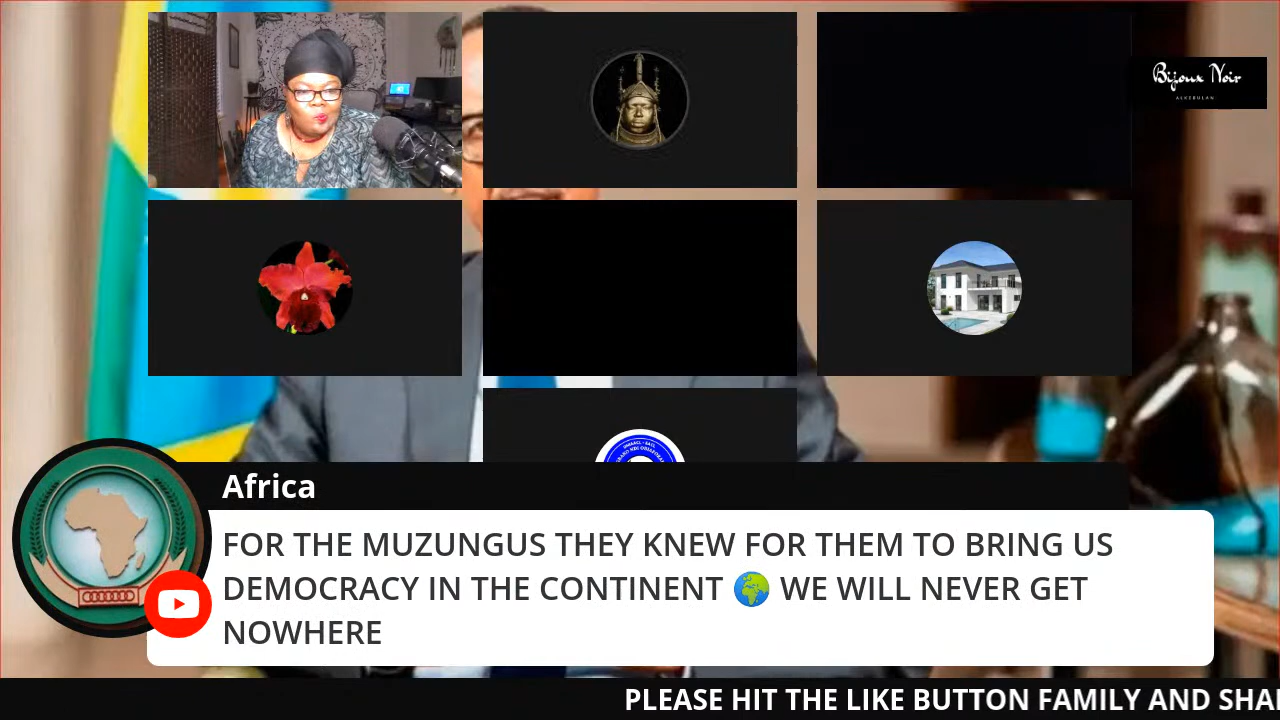 Bijoux Noir
ALKEBULAN
Africa
FOR THE MUZUNGUS THEY KNEW FOR THEM TO BRING US
DEMOCRACY IN THE CONTINENT 🌍 WE WILL NEVER GET
NOWHERE
PLEASE HIT THE LIKE BUTTON FAMILY AND SHA